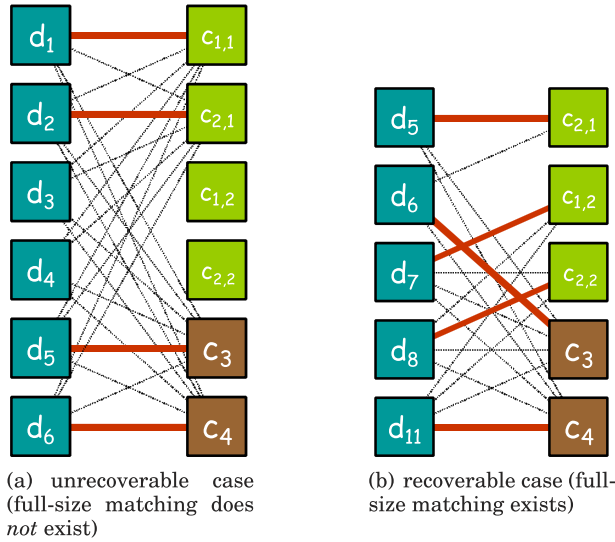 d1 c1,1
d2 c2,1
d3 c1,2
d4 c2,2
d5 c3
d6 c4
(a) unrecoverable case
(full-size matching does
not exist)
d5 c2,1
d6 c1,2
d7 c2,2
d8 c3
d11 c4
(b) recoverable case (full-
size matching exists)